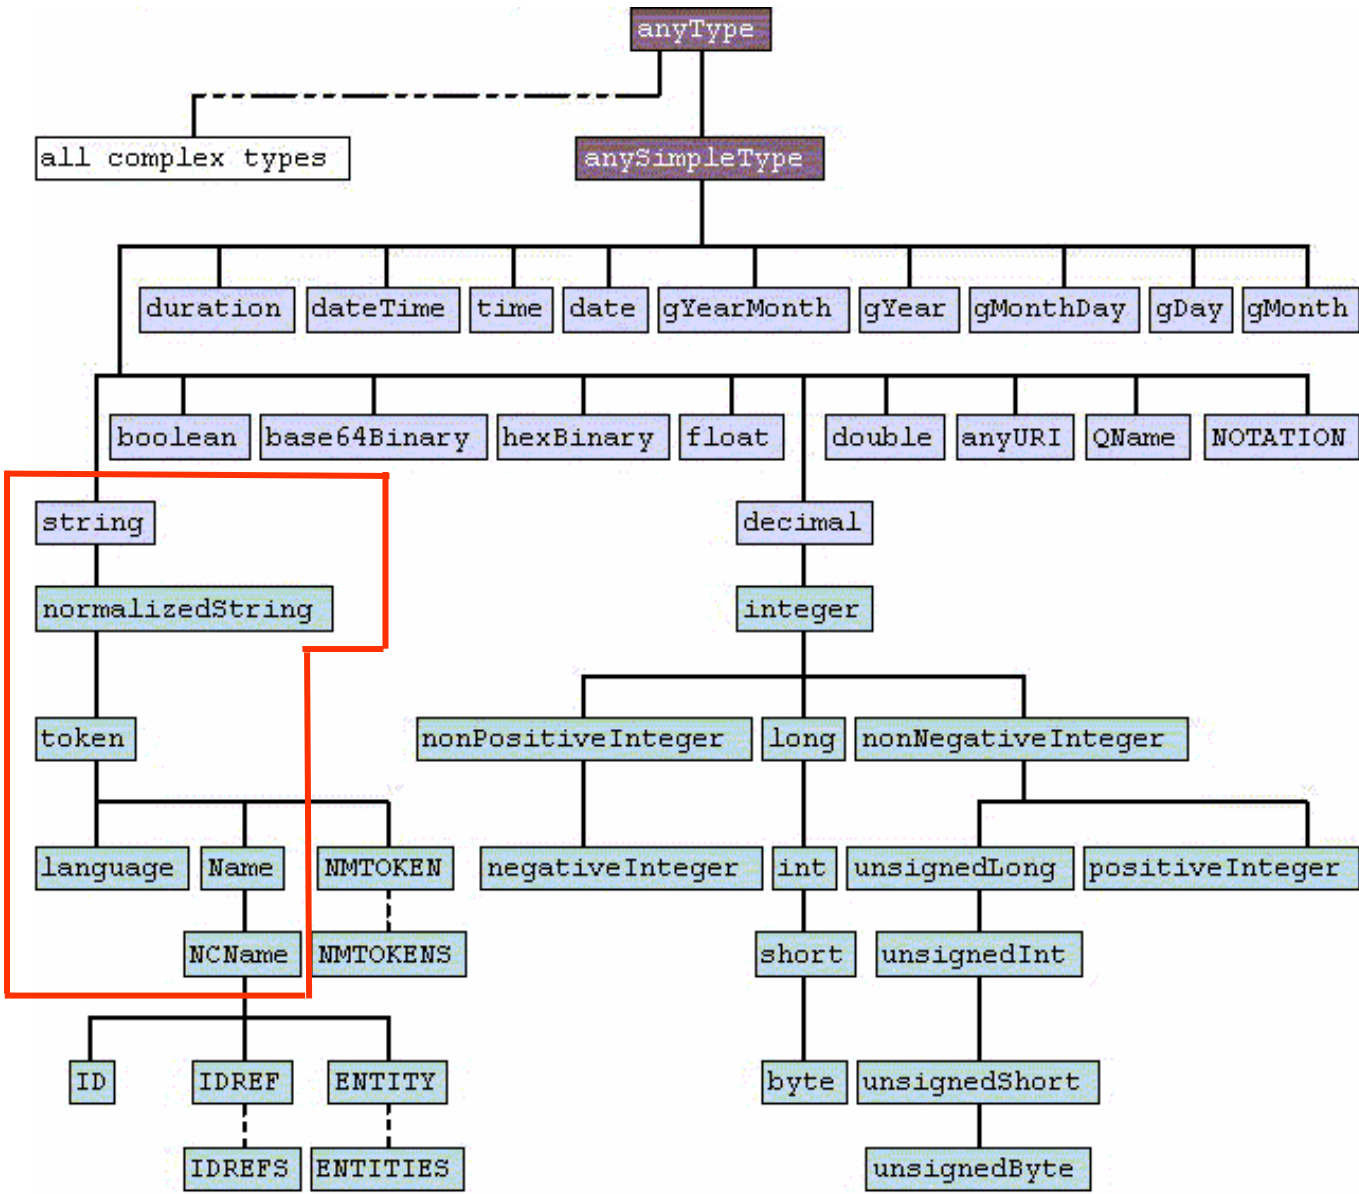 anyType
all complex types
anySimpleType
duration
dateTime
time
date
gYearMonth
gYear
gMonthDay
gDay
gMonth
boolean
base64Binary
hexBinary
float
double
anyURI
QName
NOTATION
string
decimal
normalizedString
integer
token
nonPositiveInteger
long
nonNegativeInteger
language
Name
NMTOKEN
negativeInteger
int
unsignedLong
positiveInteger
NCName
NMTOKENS
short
unsignedInt
ID
IDREF
ENTITY
byte
unsignedShort
IDREFS
ENTITIES
unsignedByte